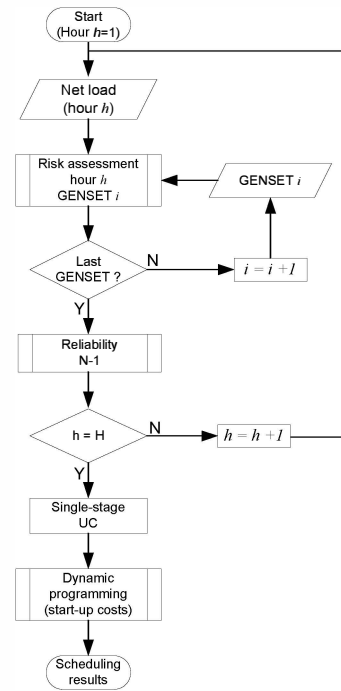 Start
(Hour h=1)
Net load
(hour h)
Risk assessment
hour h
GENSET i
GENSET i
Last
GENSET ?
N
i = i +1
Y
Reliability
N-1
h = H
N
h = h +1
Y
Single-stage
UC
Dynamic
programming
(start-up costs)
Scheduling
results